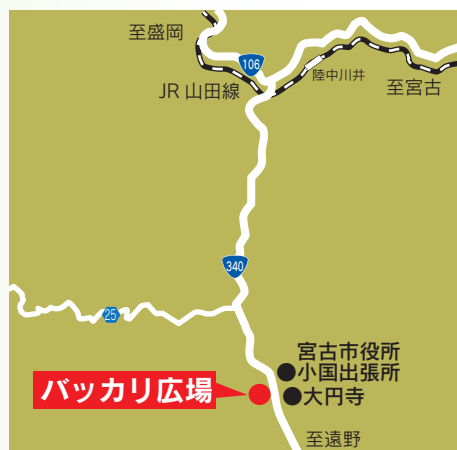 至盛岡
106
陸中川井
JR 山田線
至宮古
340
25
宮古市役所
小国出張所
バッカリ広場
大円寺
至遠野